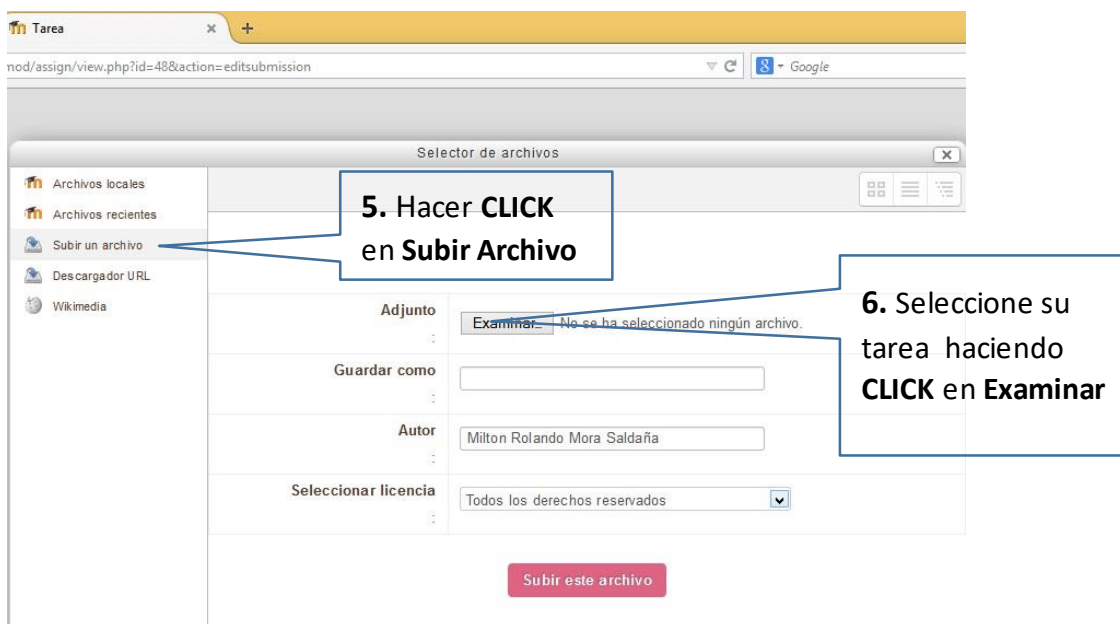 Tarea
mod/assign/view.php?id=48&action=editsubmission
Google
Selector de archivos
Archivos locales
Archivos recientes
Subir un archivo
Descargador URL
Wikimedia
5. Hacer CLICK
en Subir Archivo
6. Seleccione su
tarea haciendo
CLICK en Examinar
Adjunto
:
Examinar... No se ha seleccionado ningún archivo.
Guardar como
:
Autor
:
Milton Rolando Mora Saldaña
Seleccionar licencia
:
Todos los derechos reservados
Subir este archivo